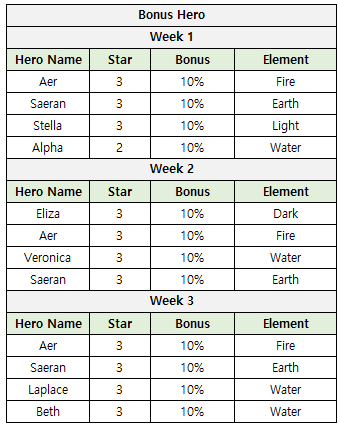 Bonus Hero
Week 1
Hero Name Star Bonus Element
Aer 3 10% Fire
Saeran 3 10% Earth
Stella 3 10% Light
Alpha 2 10% Water
Week 2
Hero Name Star Bonus Element
Eliza 3 10% Dark
Aer 3 10% Fire
Veronica 3 10% Water
Saeran 3 10% Earth
Week 3
Hero Name Star Bonus Element
Aer 3 10% Fire
Saeran 3 10% Earth
Laplace 3 10% Water
Beth 3 10% Water